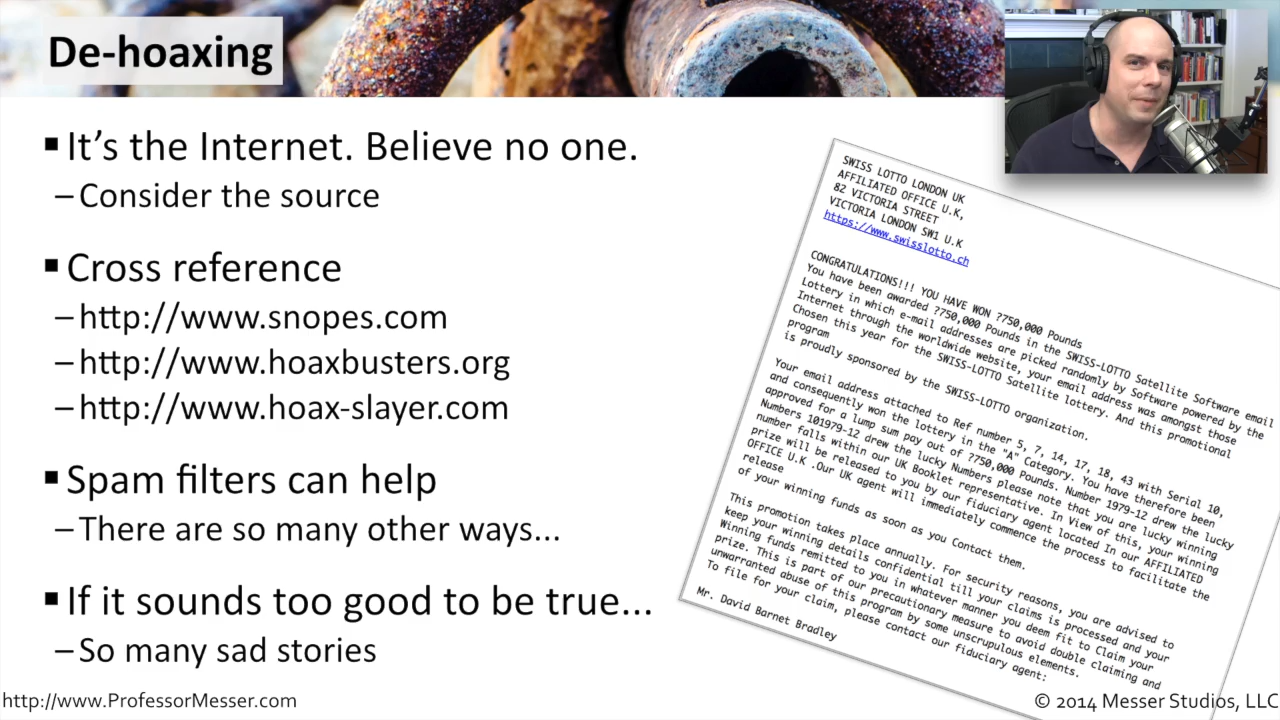 De-hoaxing
▪ It's the Internet. Believe no one.
– Consider the source
▪ Cross reference
– http://www.snopes.com
– http://www.hoaxbusters.org
– http://www.hoax-slayer.com
▪ Spam filters can help
– There are so many other ways...
▪ If it sounds too good to be true...
– So many sad stories
SWISS LOTTO LONDON UK
AFFILIATED OFFICE U.K,
82 VICTORIA STREET
VICTORIA LONDON SW1 U.K
https://www.swisslotto.ch
CONGRATULATIONS!!! YOU HAVE WON ?750,000 Pounds
You have been awarded ?750,000 Pounds in the SWISS-LOTTO Satellite Software email
Lottery in which e-mail addresses are picked randomly by Software powered by the
Internet through the worldwide website, your email address was amongst those
Chosen this year for the SWISS-LOTTO Satellite lottery. And this promotional
program
is proudly sponsored by the SWISS-LOTTO organization.
Your email address attached to Ref number 5, 7, 14, 17, 18, 43 with Serial 10,
and consequently won the lottery in the "A" Category. You have therefore been
approved for a lump sum pay out of ?750,000 Pounds. Number 1979-12 drew the lucky
Numbers 101979-12 drew the lucky Numbers please note that you are lucky winning
number falls within our UK Booklet representative. In View of this, your winning
prize will be released to you by our fiduciary agent located In our AFFILIATED
OFFICE U.K .Our UK agent will immediately commence the process to facilitate the
release
of your winning funds as soon as you Contact them.
This promotion takes place annually. For security reasons, you are advised to
keep your winning details confidential till your claims is processed and your
Winning funds remitted to you in whatever manner you deem fit to Claim your
prize. This is part of our precautionary measure to avoid double claiming and
unwarranted abuse of this program by some unscrupulous elements.
To file for your claim, please contact our fiduciary agent:
Mr. David Barnet Bradley
http://www.ProfessorMesser.com
© 2014 Messer Studios, LLC